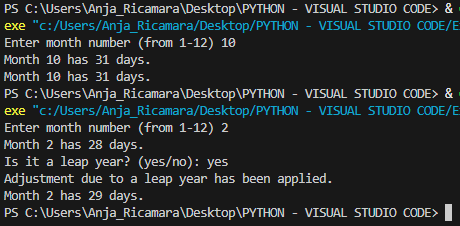 PS C:\Users\Anja_Ricamara\Desktop\PYTHON - VISUAL STUDIO CODE> &
exe "c:/Users/Anja_Ricamara/Desktop/PYTHON - VISUAL STUDIO CODE/E
Enter month number (from 1-12) 10
Month 10 has 31 days.
Month 10 has 31 days.
PS C:\Users\Anja_Ricamara\Desktop\PYTHON - VISUAL STUDIO CODE> &
exe "c:/Users/Anja_Ricamara/Desktop/PYTHON - VISUAL STUDIO CODE/E
Enter month number (from 1-12) 2
Month 2 has 28 days.
Is it a leap year? (yes/no): yes
Adjustment due to a leap year has been applied.
Month 2 has 29 days.
PS C:\Users\Anja_Ricamara\Desktop\PYTHON - VISUAL STUDIO CODE>